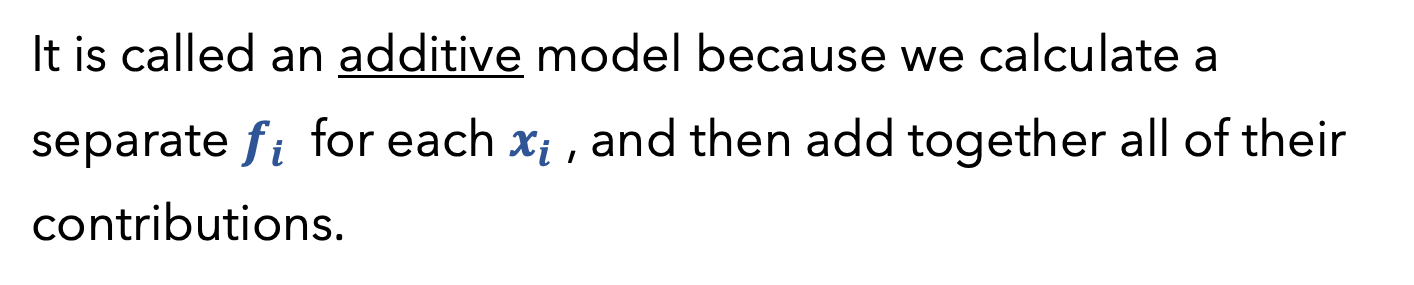 It is called an additive model because we calculate a
separate fᵢ for each xᵢ , and then add together all of their
contributions.